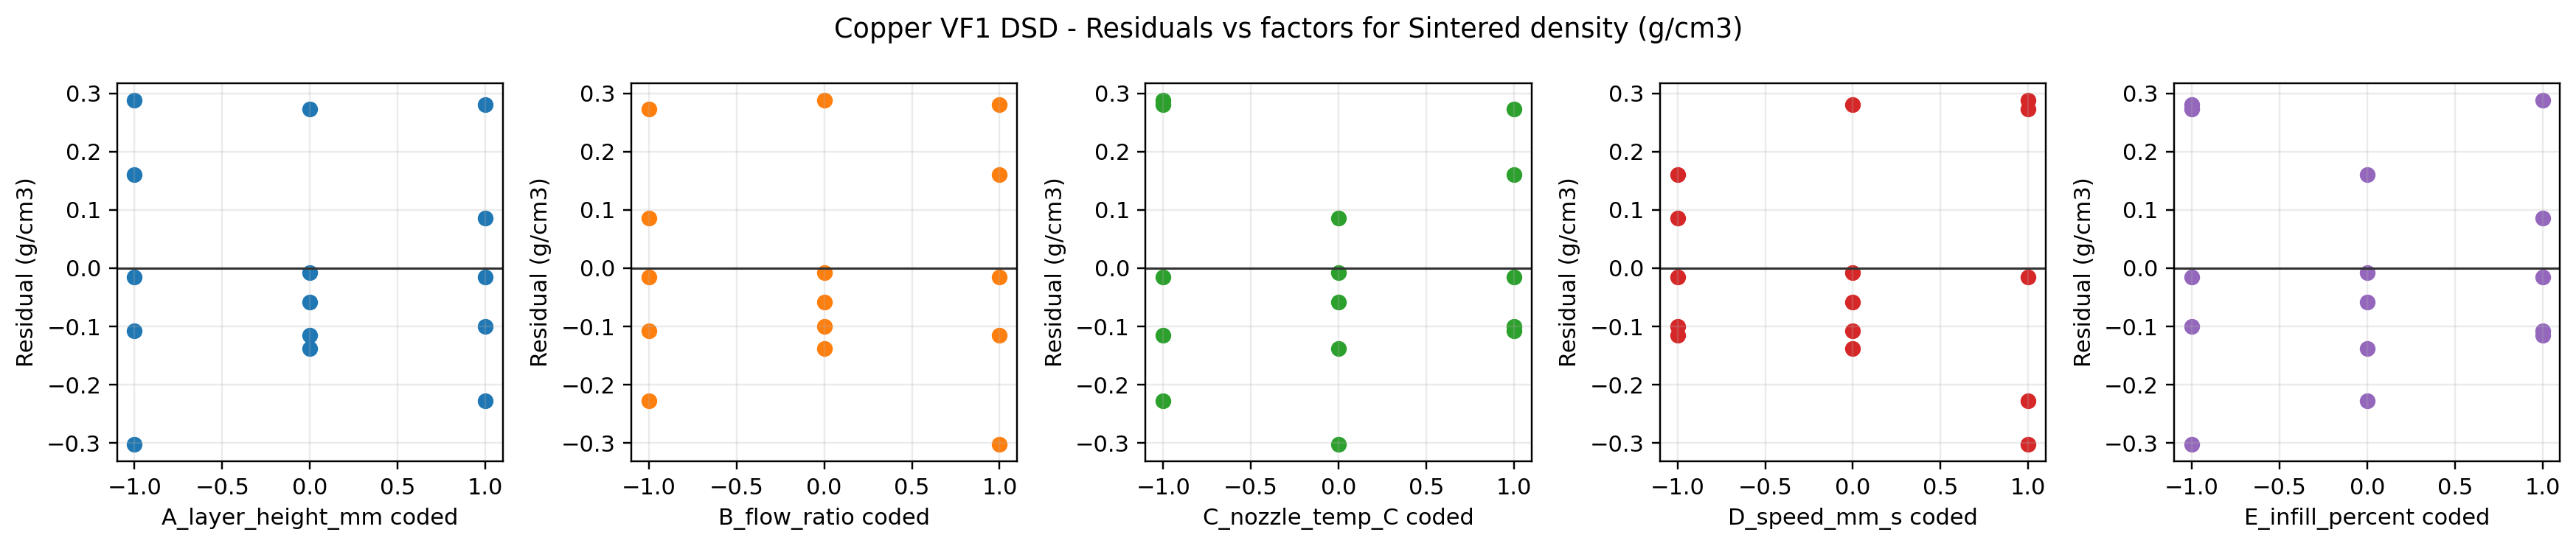 Copper VF1 DSD - Residuals vs factors for Sintered density (g/cm3)
Residual (g/cm3)
0.3
0.2
0.1
0.0
−0.1
−0.2
−0.3
−1.0 −0.5 0.0 0.5 1.0
A_layer_height_mm coded
Residual (g/cm3)
0.3
0.2
0.1
0.0
−0.1
−0.2
−0.3
−1.0 −0.5 0.0 0.5 1.0
B_flow_ratio coded
Residual (g/cm3)
0.3
0.2
0.1
0.0
−0.1
−0.2
−0.3
−1.0 −0.5 0.0 0.5 1.0
C_nozzle_temp_C coded
Residual (g/cm3)
0.3
0.2
0.1
0.0
−0.1
−0.2
−0.3
−1.0 −0.5 0.0 0.5 1.0
D_speed_mm_s coded
Residual (g/cm3)
0.3
0.2
0.1
0.0
−0.1
−0.2
−0.3
−1.0 −0.5 0.0 0.5 1.0
E_infill_percent coded